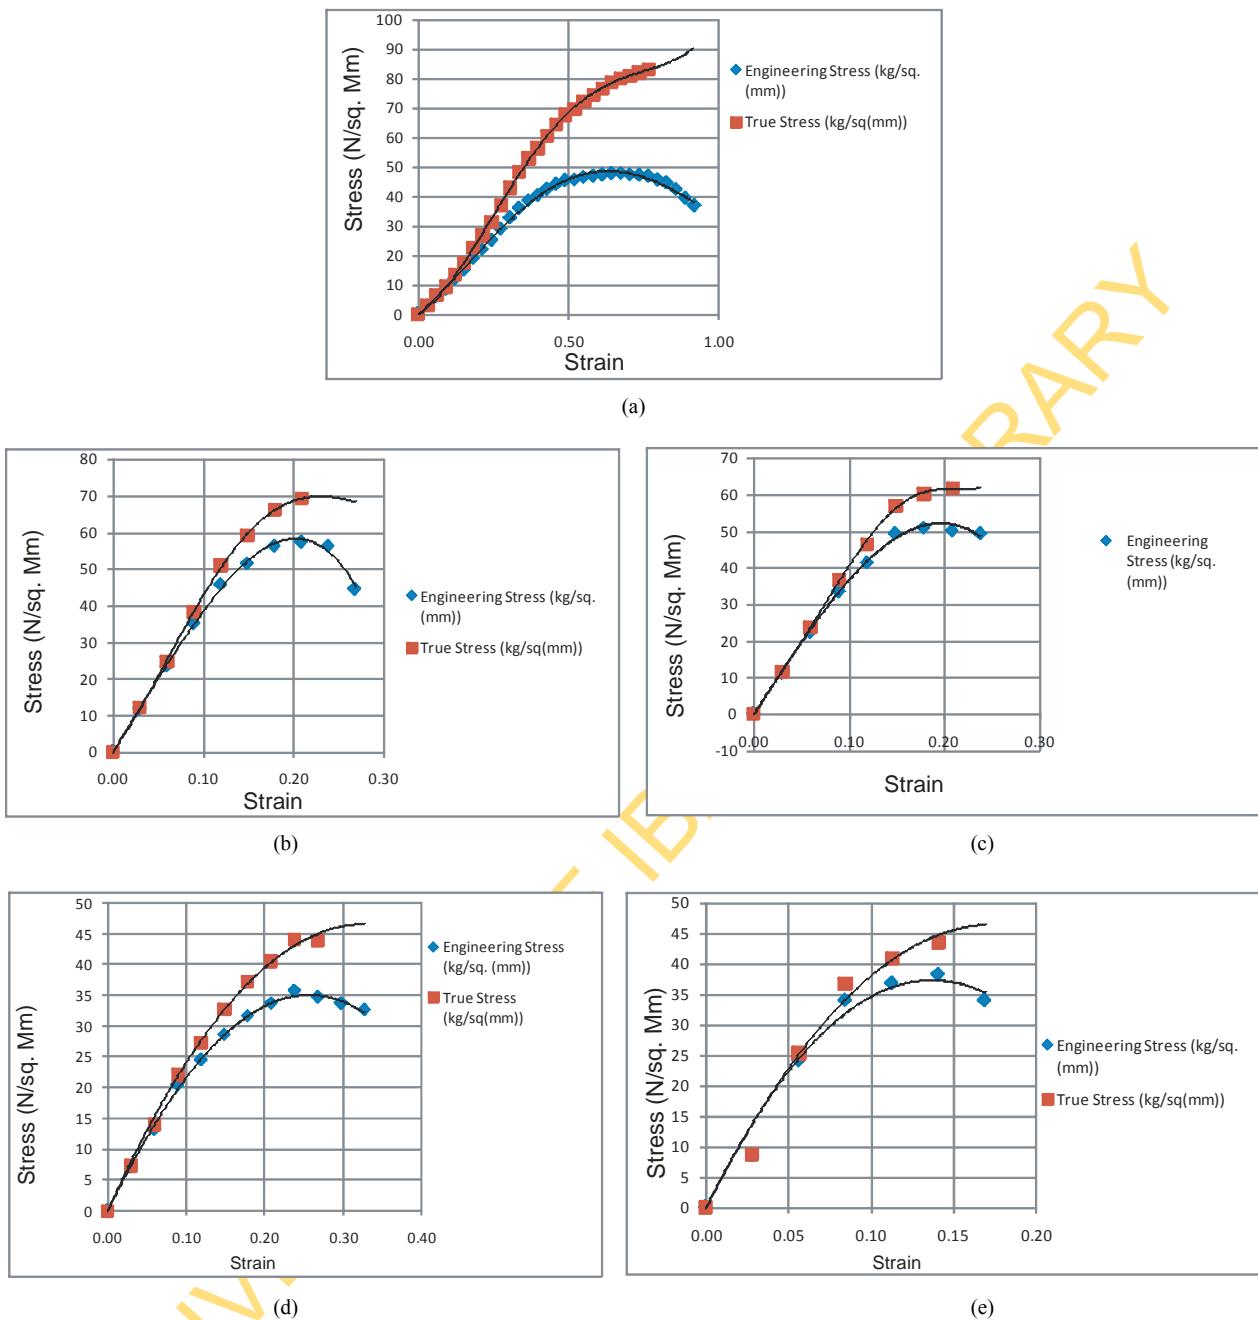 100
90
80
70
60
50
40
30
20
10
0
Stress (N/sq. Mm)
0.00 0.50 1.00
Strain
Engineering Stress (kg/sq.
(mm))
True Stress (kg/sq(mm))
(a)
80
70
60
50
40
30
20
10
0
Stress (N/sq. Mm)
0.00 0.10 0.20 0.30
Strain
Engineering Stress (kg/sq.
(mm))
True Stress (kg/sq(mm))
(b)
70
60
50
40
30
20
10
0
-10
Stress (N/sq. Mm)
0.00 0.10 0.20 0.30
Strain
Engineering
Stress (kg/sq.
(mm))
(c)
50
45
40
35
30
25
20
15
10
5
0
Stress (N/sq. Mm)
0.00 0.10 0.20 0.30 0.40
Strain
Engineering Stress
(kg/sq. (mm))
True Stress
(kg/sq(mm))
(d)
50
45
40
35
30
25
20
15
10
5
0
Stress (N/sq. Mm)
0.00 0.05 0.10 0.15 0.20
Strain
Engineering Stress (kg/sq.
(mm))
True Stress (kg/sq(mm))
(e)